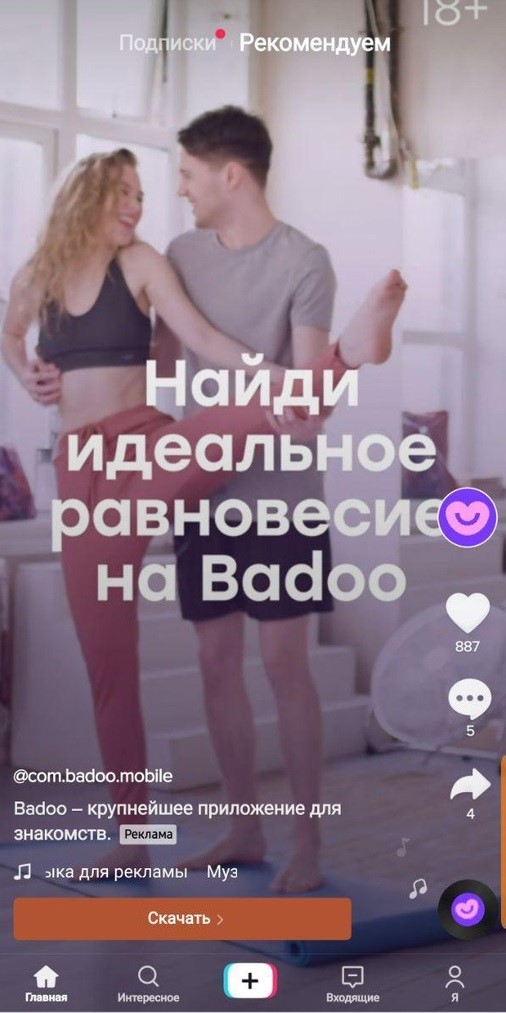 18+
Подписки Рекомендуем
Найди
идеальное
равновесие
на Badoo
887
5
4
@com.badoo.mobile
Badoo – крупнейшее приложение для
знакомств. Реклама
ыка для рекламы Муз
Скачать >
Главная Интересное Входящие Я